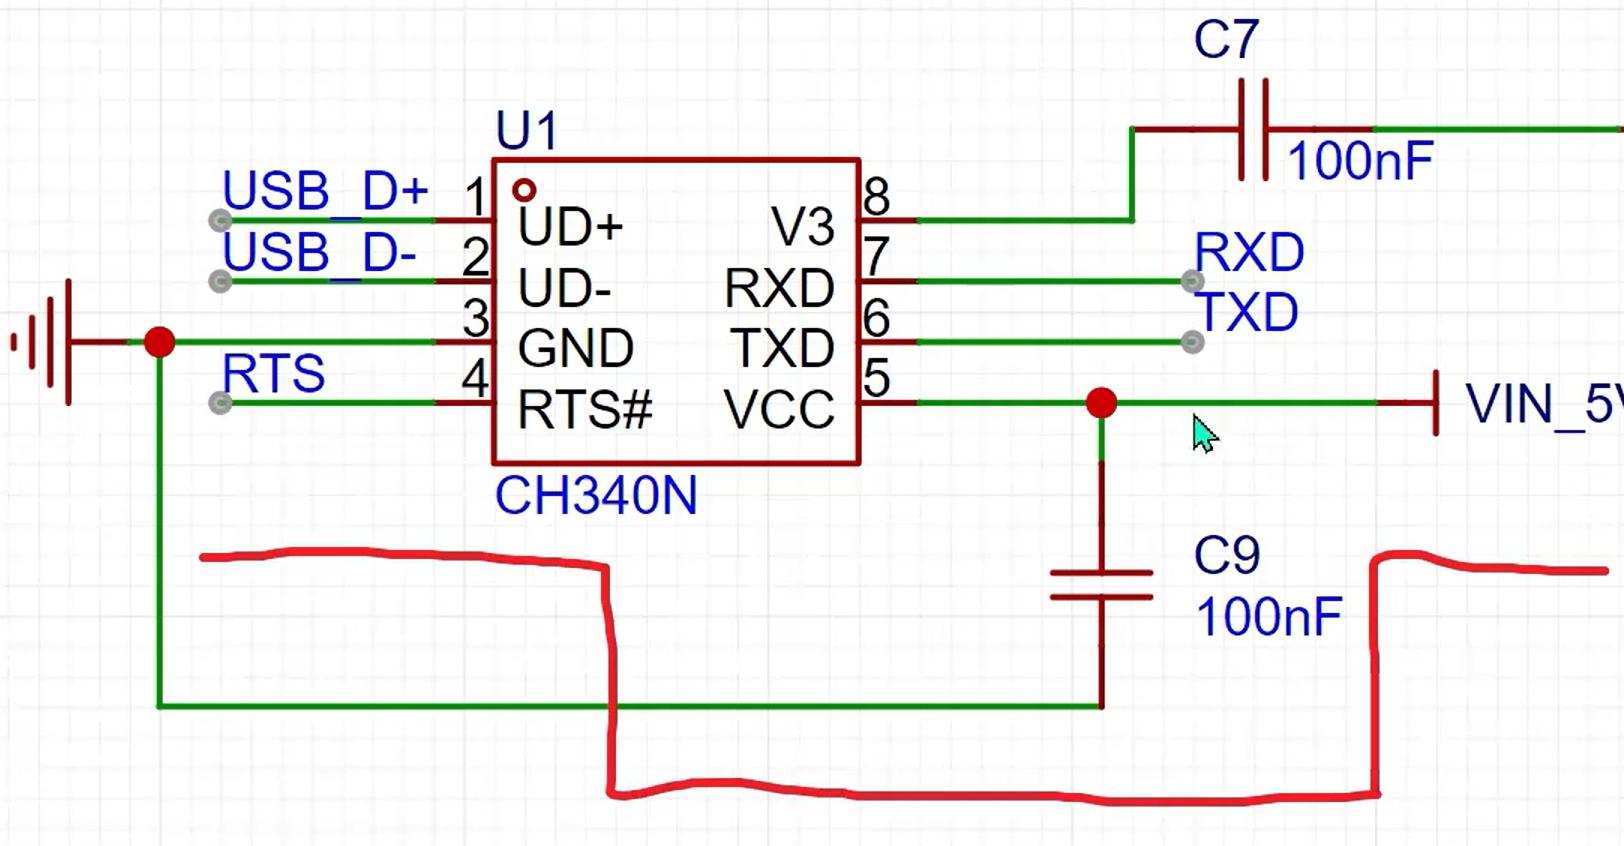 C7
100nF
U1
USB_D+
1
UD+
V3
8
USB_D-
2
UD-
RXD
7
RXD
3
GND
TXD
6
TXD
RTS
4
RTS#
VCC
5
VIN_5V
CH340N
C9
100nF